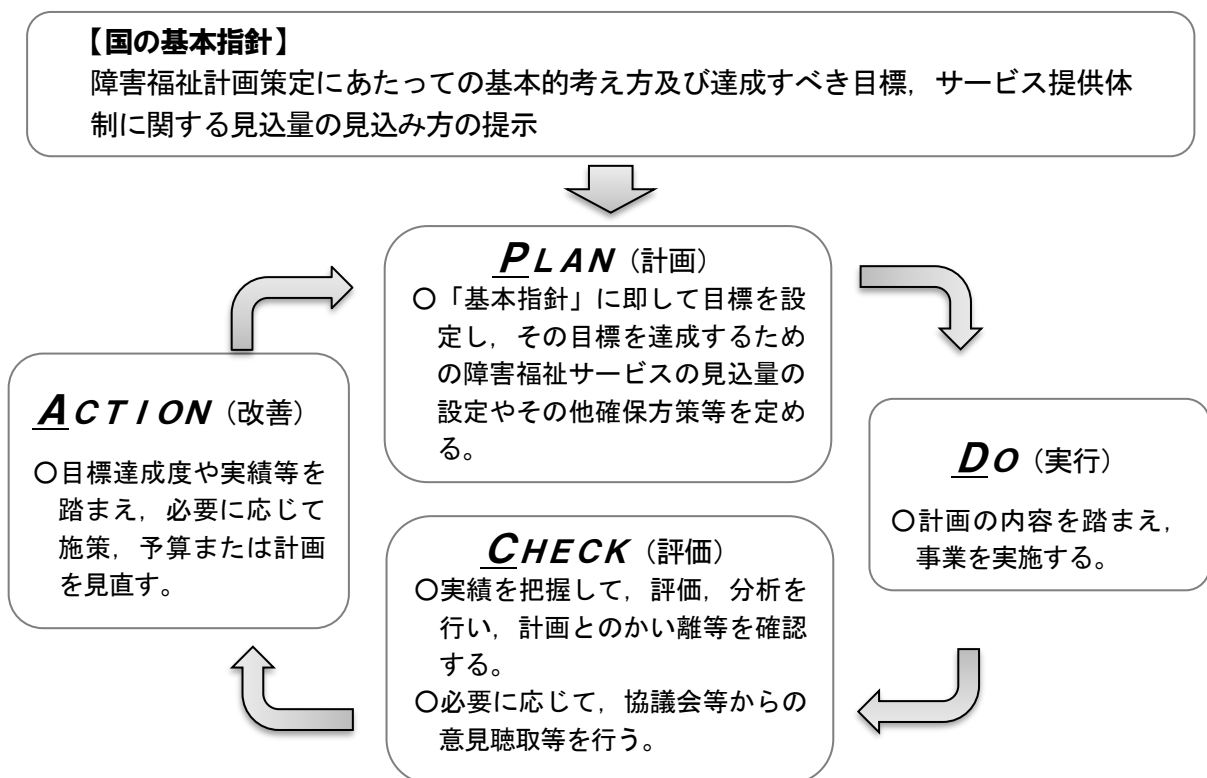 【国の基本指針】
障害福祉計画策定にあたっての基本的考え方及び達成すべき目標，サービス提供体
制に関する見込量の見込み方の提示
PLAN（計画）
○「基本指針」に即して目標を設
定し，その目標を達成するため
の障害福祉サービスの見込量の
設定やその他確保方策等を定め
る。
DO（実行）
○計画の内容を踏まえ，
事業を実施する。
CHECK（評価）
○実績を把握して，評価，分析を
行い，計画とのかい離等を確認
する。
○必要に応じて，協議会等からの
意見聴取等を行う。
ACTION（改善）
○目標達成度や実績等を
踏まえ，必要に応じて
施策，予算または計画
を見直す。